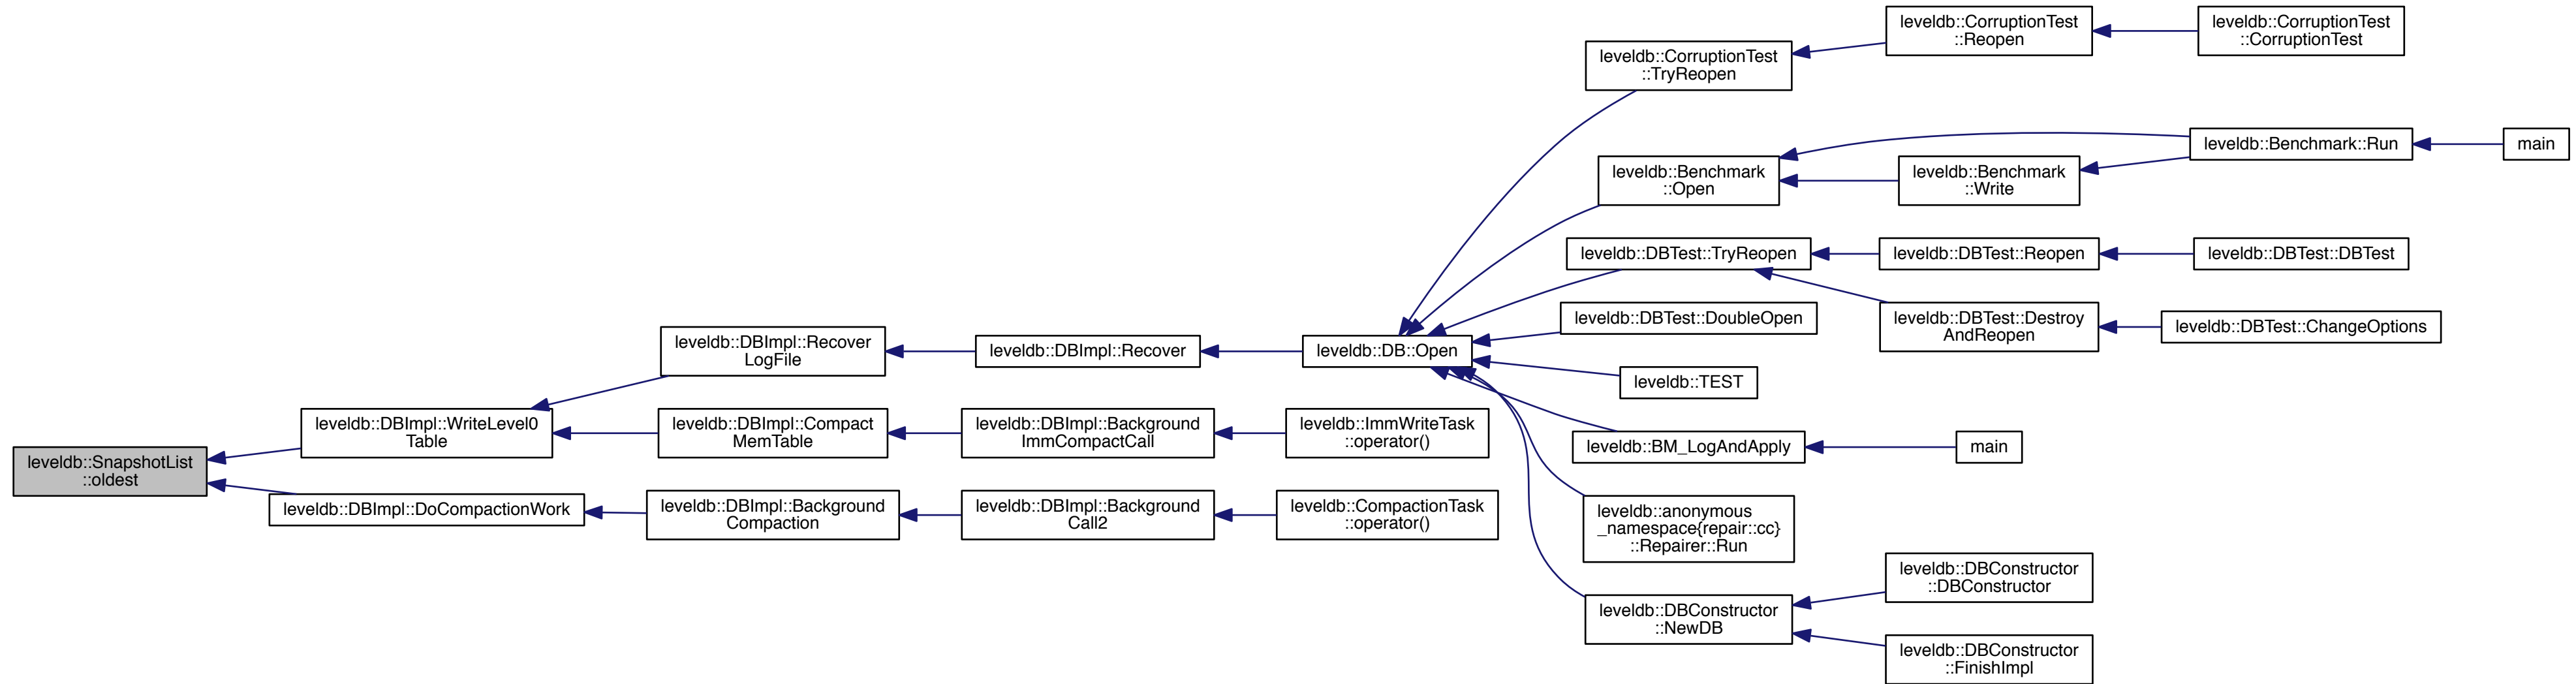 leveldb::SnapshotList
::oldest
leveldb::DBImpl::WriteLevel0
Table
leveldb::DBImpl::DoCompactionWork
leveldb::DBImpl::Recover
LogFile
leveldb::DBImpl::Compact
MemTable
leveldb::DBImpl::Background
Compaction
leveldb::DBImpl::Recover
leveldb::DBImpl::Background
ImmCompactCall
leveldb::DBImpl::Background
Call2
leveldb::DB::Open
leveldb::ImmWriteTask
::operator()
leveldb::CompactionTask
::operator()
leveldb::CorruptionTest
::TryReopen
leveldb::Benchmark
::Open
leveldb::DBTest::TryReopen
leveldb::DBTest::DoubleOpen
leveldb::TEST
leveldb::BM_LogAndApply
leveldb::anonymous
_namespace{repair::cc}
::Repairer::Run
leveldb::DBConstructor
::NewDB
leveldb::CorruptionTest
::Reopen
leveldb::Benchmark
::Write
leveldb::DBTest::Reopen
leveldb::DBTest::Destroy
AndReopen
main
leveldb::DBConstructor
::DBConstructor
leveldb::DBConstructor
::FinishImpl
leveldb::CorruptionTest
::CorruptionTest
leveldb::Benchmark::Run
leveldb::DBTest::DBTest
leveldb::DBTest::ChangeOptions
main